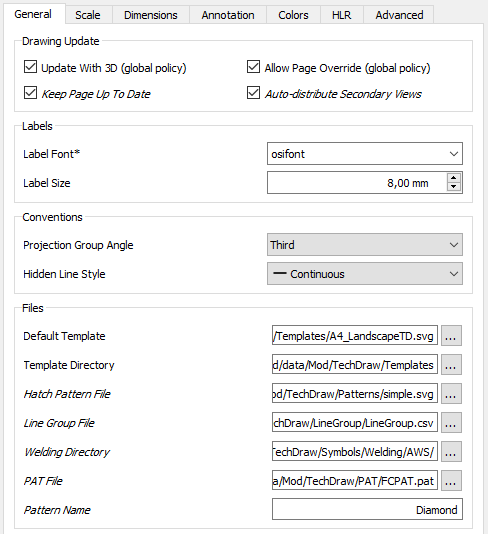 General Scale Dimensions Annotation Colors HLR Advanced
Drawing Update
Update With 3D (global policy) Allow Page Override (global policy)
Keep Page Up To Date Auto-distribute Secondary Views
Labels
Label Font* osifont
Label Size 8,00 mm
Conventions
Projection Group Angle Third
Hidden Line Style Continuous
Files
Default Template /Templates/A4_LandscapeTD.svg ...
Template Directory d/data/Mod/TechDraw/Templates ...
Hatch Pattern File od/TechDraw/Patterns/simple.svg ...
Line Group File chDraw/LineGroup/LineGroup.csv ...
Welding Directory TechDraw/Symbols/Welding/AWS/ ...
PAT File a/Mod/TechDraw/PAT/FCPAT.pat ...
Pattern Name Diamond